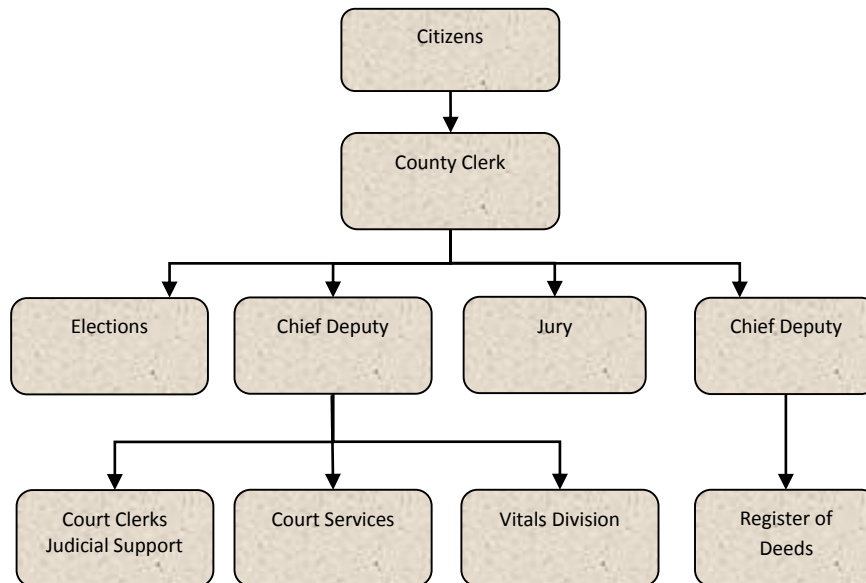 Citizens
County Clerk
Elections
Chief Deputy
Jury
Chief Deputy
Court Clerks
Judicial Support
Court Services
Vitals Division
Register of
Deeds